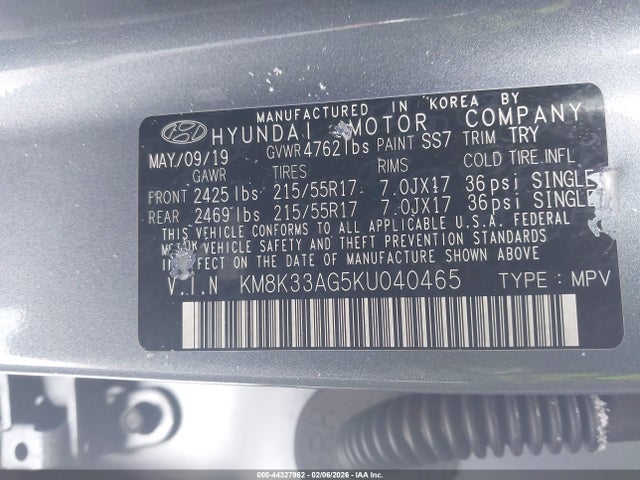 MANUFACTURED IN KOREA BY
HYUNDAI MOTOR COMPANY
MAY/09/19 GVWR 4762lbs PAINT SS7 TRIM TRY
GAWR TIRES RIMS COLD TIRE.INFL
FRONT 2425lbs 215/55R17 7.0JX17 36psi SINGLE
REAR 2469lbs 215/55R17 7.0JX17 36psi SINGLE
THIS VEHICLE CONFORMS TO ALL APPLICABLE U.S.A. FEDERAL
MOTOR VEHICLE SAFETY AND THEFT PREVENTION STANDARDS
IN EFFECT ON THE DATE OF MANUFACTURE SHOWN ABOVE
V.I.N KM8K33AG5KU040465 TYPE : MPV
000-44327962 - 02/06/2026 - IAA Inc.